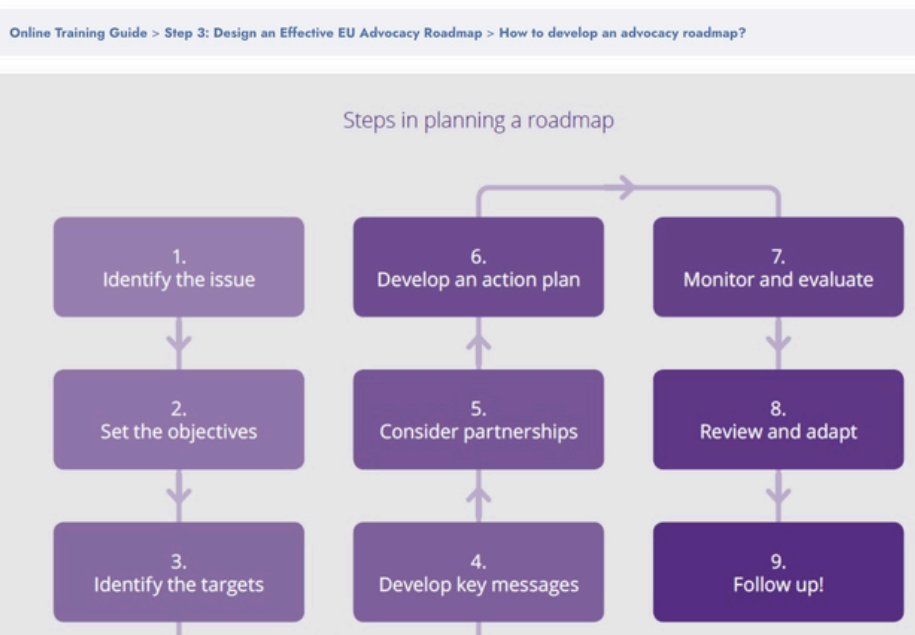 Online Training Guide > Step 3: Design an Effective EU Advocacy Roadmap > How to develop an advocacy roadmap?
Steps in planning a roadmap
1.
Identify the issue
2.
Set the objectives
3.
Identify the targets
4.
Develop key messages
5.
Consider partnerships
6.
Develop an action plan
7.
Monitor and evaluate
8.
Review and adapt
9.
Follow up!